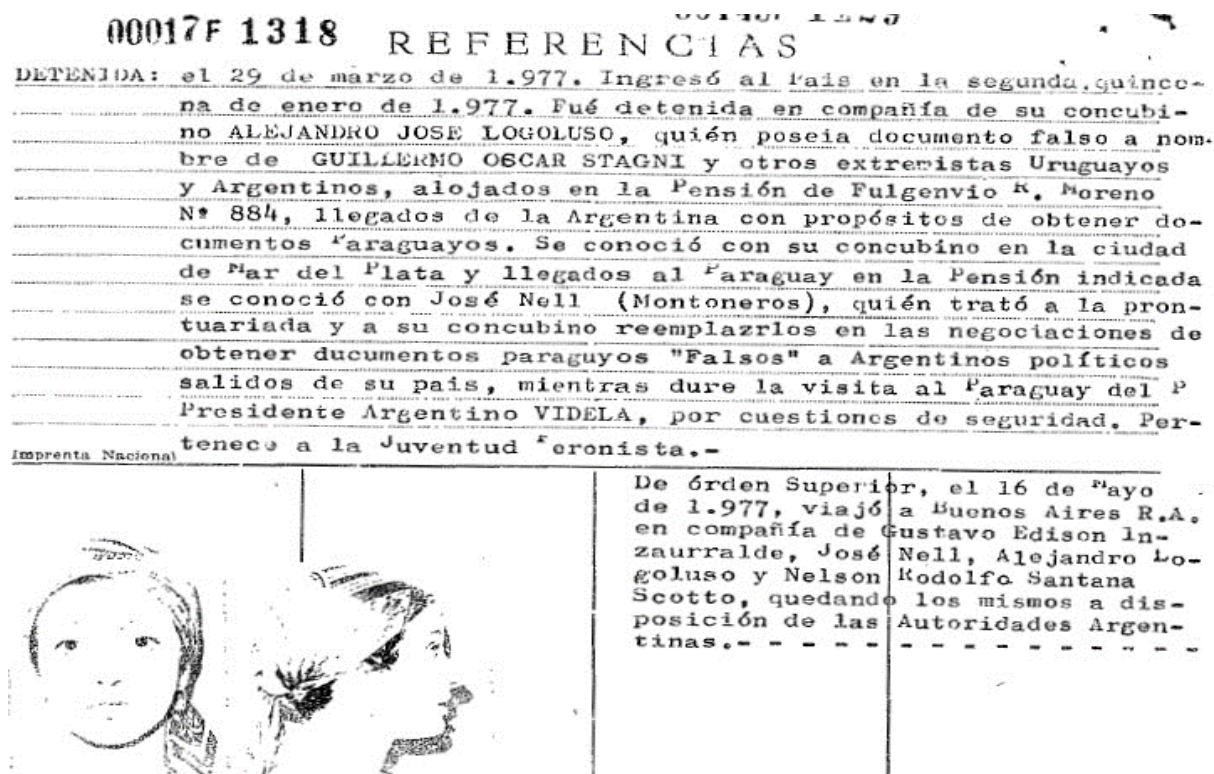 00017F 1318
REFERENCIAS
DETENIDA: el 29 de marzo de 1.977. Ingresó al Pais en la segunda quince-
na de enero de 1.977. Fué detenida en compañía de su concubi-
no ALEJANDRO JOSE LOGOLUSO, quién poseia documento falso a nom-
bre de GUILLERMO OSCAR STAGNI y otros extremistas Uruguayos
y Argentinos, alojados en la Pensión de Fulgenvio R. Moreno
Nº 884, llegados de la Argentina con propósitos de obtener do-
cumentos Paraguayos. Se conoció con su concubino en la ciudad
de Mar del Plata y llegados al Paraguay en la Pensión indicada
se conoció con José Nell (Montoneros), quién trató a la pron-
tuariada y a su concubino reemplazrlos en las negociaciones de
obtener ducumentos paraguyos "Falsos" a Argentinos políticos
salidos de su pais, mientras dure la visita al Paraguay del P
Presidente Argentino VIDELA, por cuestiones de seguridad. Per-
tenece a la Juventud Peronista.-
Imprenta Nacional
De órden Superior, el 16 de Mayo
de 1.977, viajó a Buenos Aires R.A.
en compañía de Gustavo Edison In-
zaurralde, José Nell, Alejandro Lo-
goluso y Nelson Rodolfo Santana
Scotto, quedando los mismos a dis-
posición de las Autoridades Argen-
tinas.- - - - - - - - - - - - - -